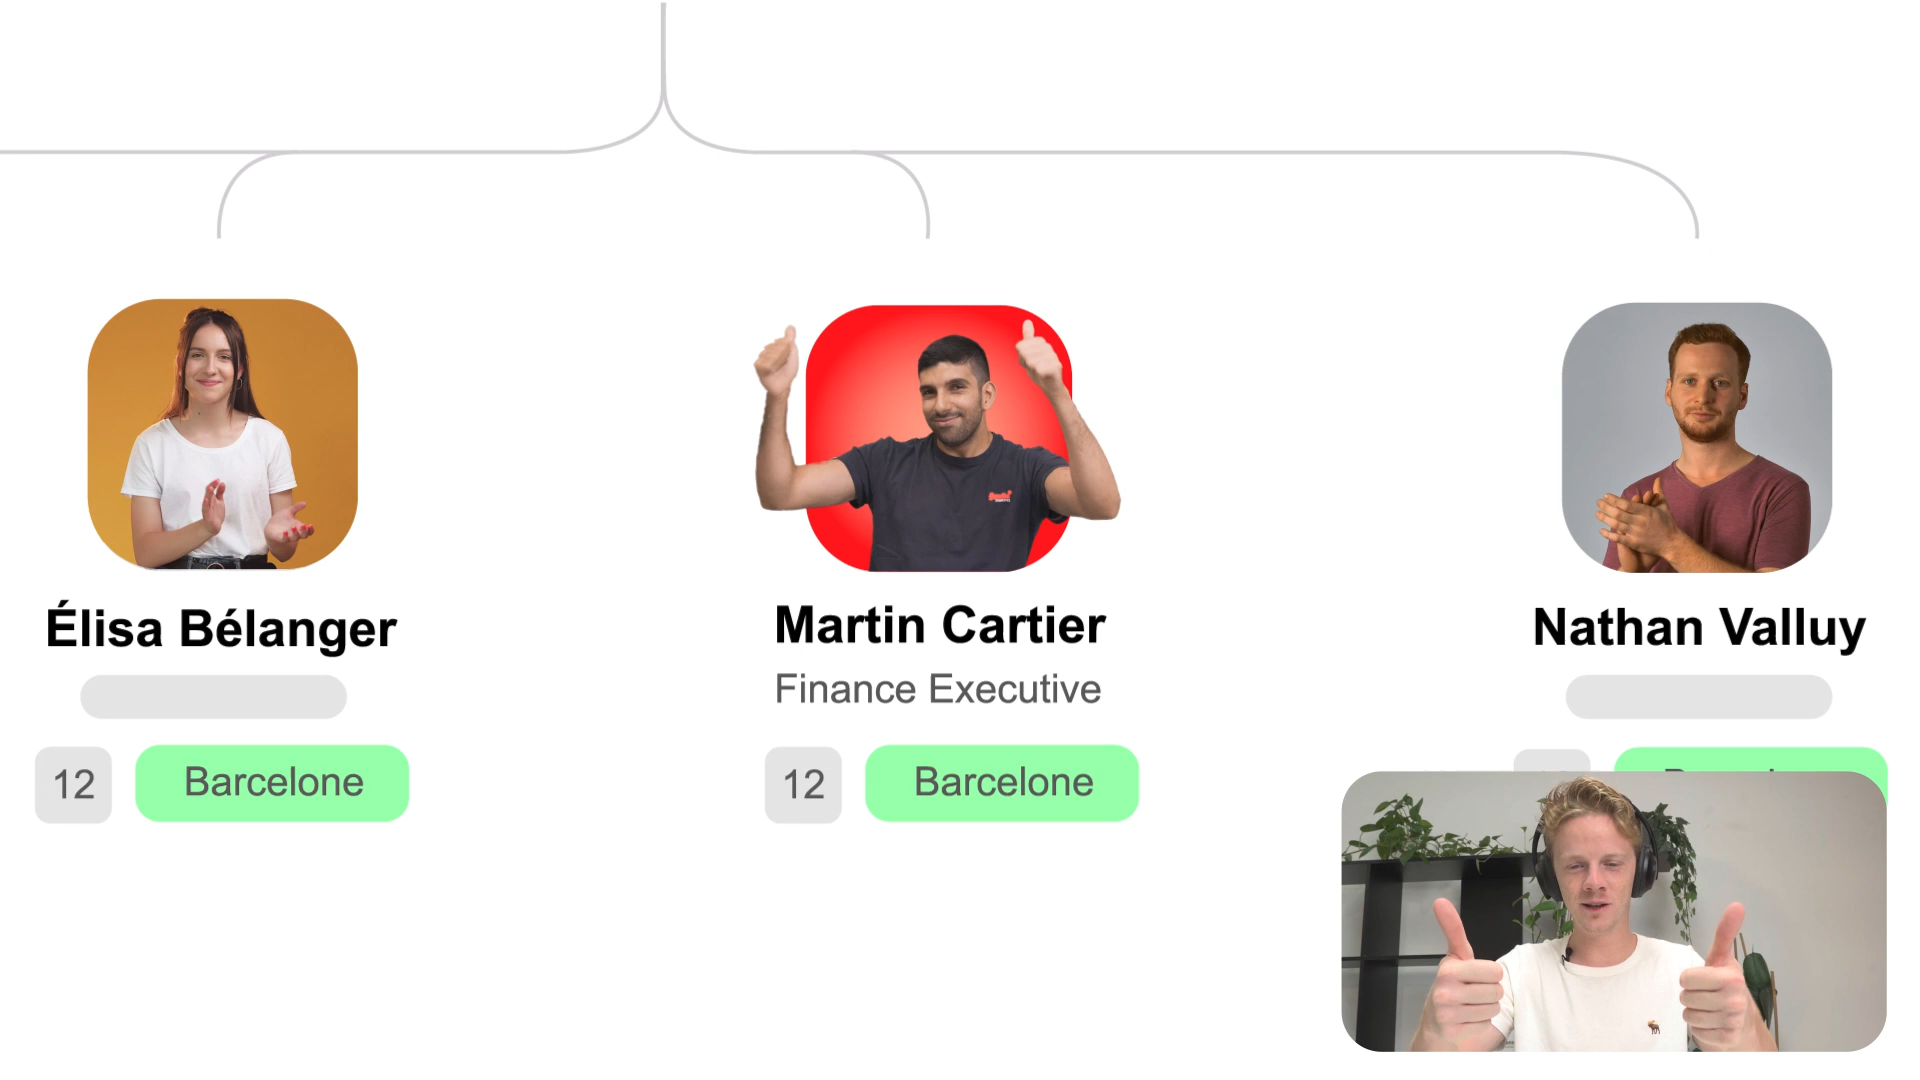 Élisa Bélanger
Martin Cartier
Nathan Valluy
Finance Executive
12 Barcelone
12 Barcelone